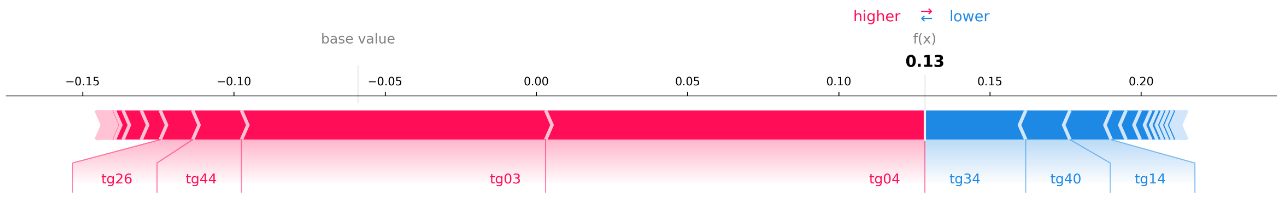 higher ⇄ lower
base value f(x)
0.13
−0.15 −0.10 −0.05 0.00 0.05 0.10 0.15 0.20
tg26 tg44 tg03 tg04 tg34 tg40 tg14